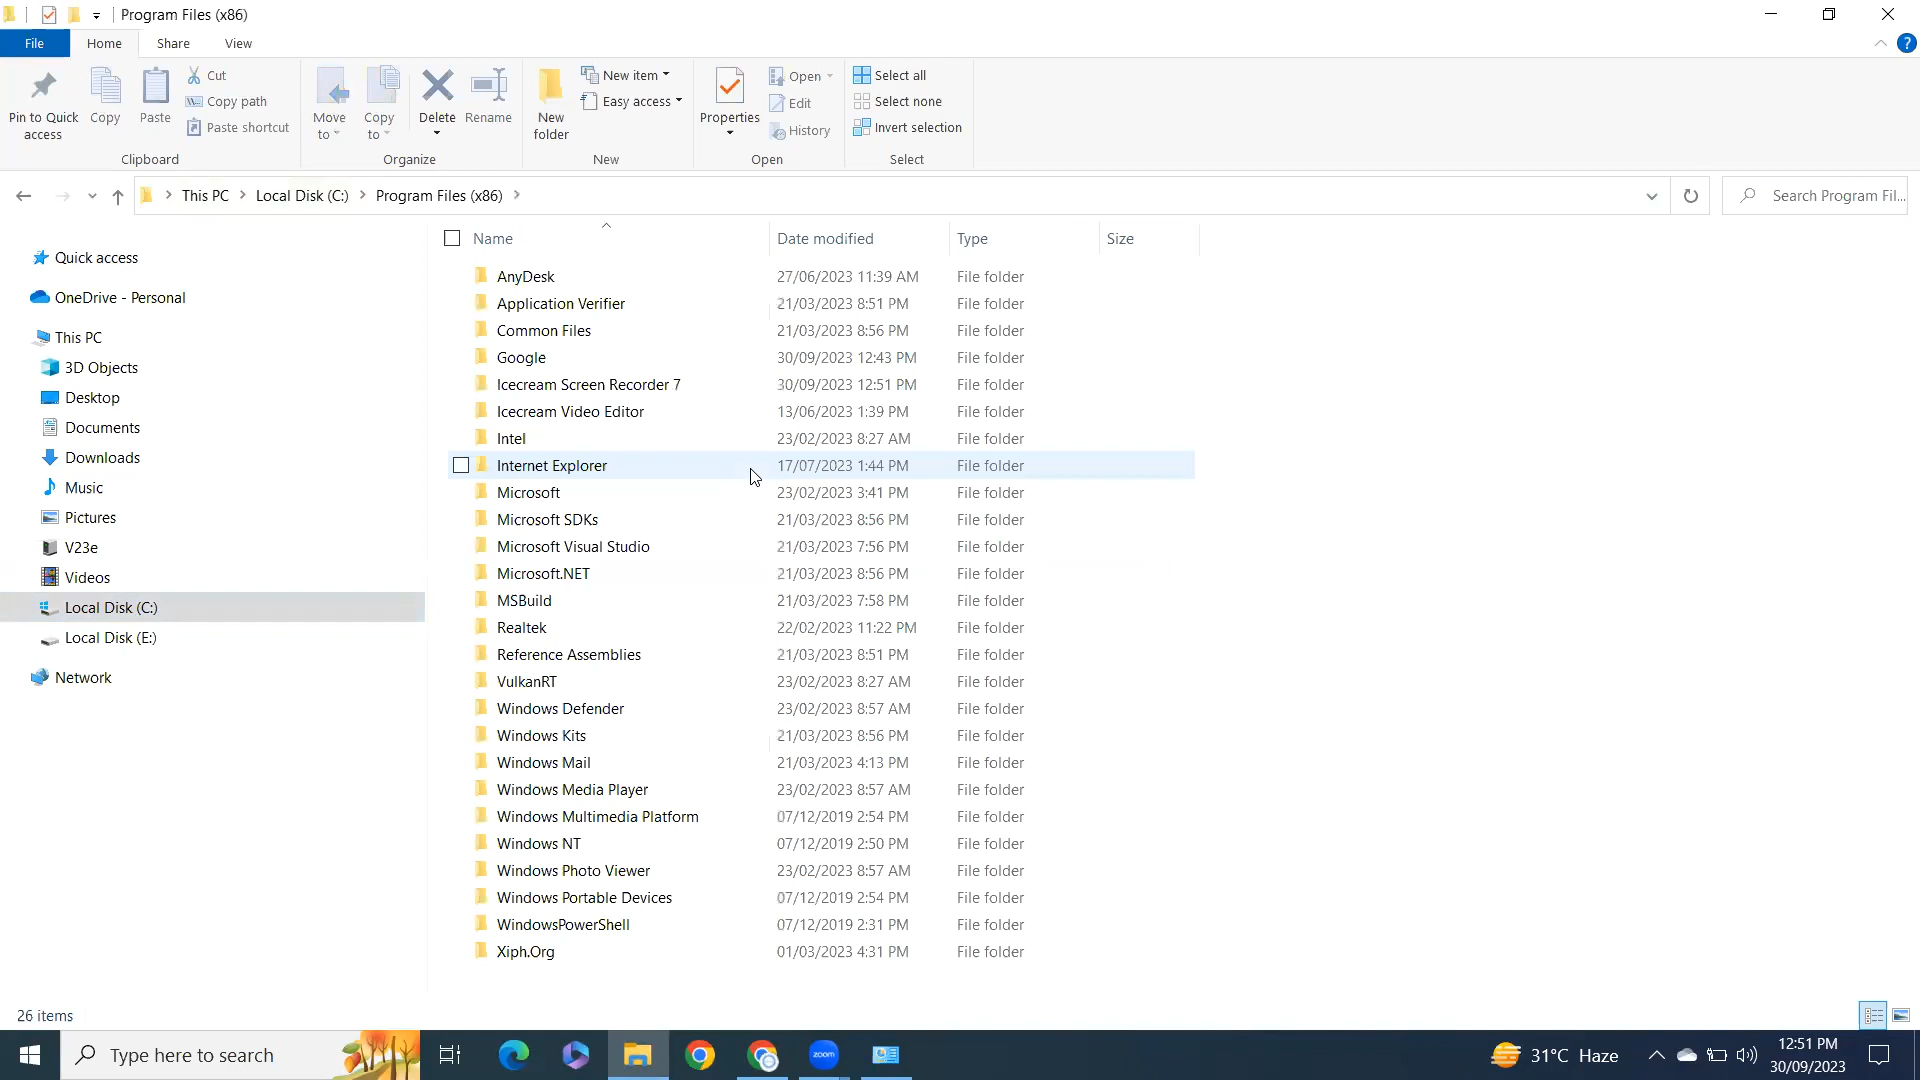 Program Files (x86)
File Home Share View
Pin to Quick access
Copy
Paste
Cut
Copy path
Paste shortcut
Clipboard
Move to
Copy to
Delete
Rename
Organize
New folder
New item
Easy access
New
Properties
Open
Edit
History
Open
Select all
Select none
Invert selection
Select
This PC > Local Disk (C:) > Program Files (x86) >
Search Program Fil...
Quick access
OneDrive - Personal
This PC
3D Objects
Desktop
Documents
Downloads
Music
Pictures
V23e
Videos
Local Disk (C:)
Local Disk (E:)
Network
Name Date modified Type Size
AnyDesk 27/06/2023 11:39 AM File folder
Application Verifier 21/03/2023 8:51 PM File folder
Common Files 21/03/2023 8:56 PM File folder
Google 30/09/2023 12:43 PM File folder
Icecream Screen Recorder 7 30/09/2023 12:51 PM File folder
Icecream Video Editor 13/06/2023 1:39 PM File folder
Intel 23/02/2023 8:27 AM File folder
Internet Explorer 17/07/2023 1:44 PM File folder
Microsoft 23/02/2023 3:41 PM File folder
Microsoft SDKs 21/03/2023 8:56 PM File folder
Microsoft Visual Studio 21/03/2023 7:56 PM File folder
Microsoft.NET 21/03/2023 8:56 PM File folder
MSBuild 21/03/2023 7:58 PM File folder
Realtek 22/02/2023 11:22 PM File folder
Reference Assemblies 21/03/2023 8:51 PM File folder
VulkanRT 23/02/2023 8:27 AM File folder
Windows Defender 23/02/2023 8:57 AM File folder
Windows Kits 21/03/2023 8:56 PM File folder
Windows Mail 21/03/2023 4:13 PM File folder
Windows Media Player 23/02/2023 8:57 AM File folder
Windows Multimedia Platform 07/12/2019 2:54 PM File folder
Windows NT 07/12/2019 2:50 PM File folder
Windows Photo Viewer 23/02/2023 8:57 AM File folder
Windows Portable Devices 07/12/2019 2:54 PM File folder
WindowsPowerShell 07/12/2019 2:31 PM File folder
Xiph.Org 01/03/2023 4:31 PM File folder
26 items
Type here to search
zoom
31°C Haze
12:51 PM
30/09/2023